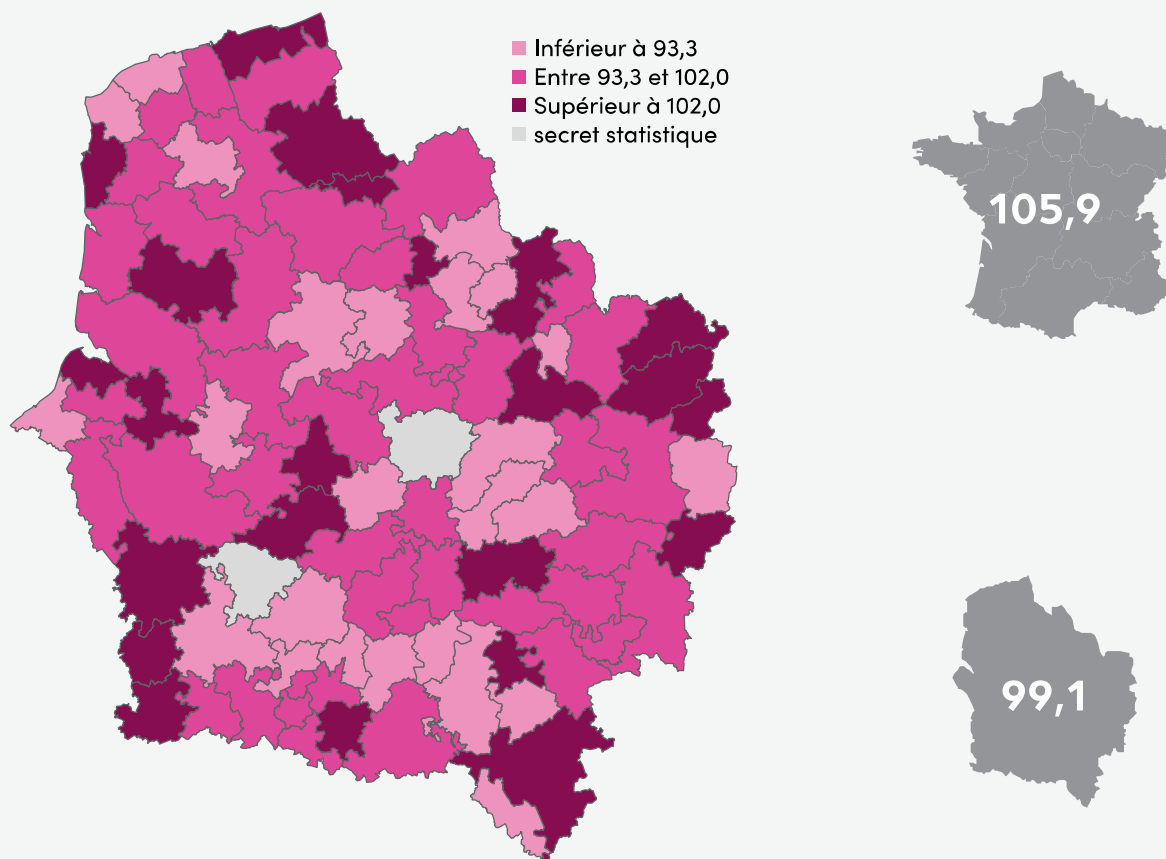 Inférieur à 93,3
Entre 93,3 et 102,0
Supérieur à 102,0
secret statistique
105,9
99,1